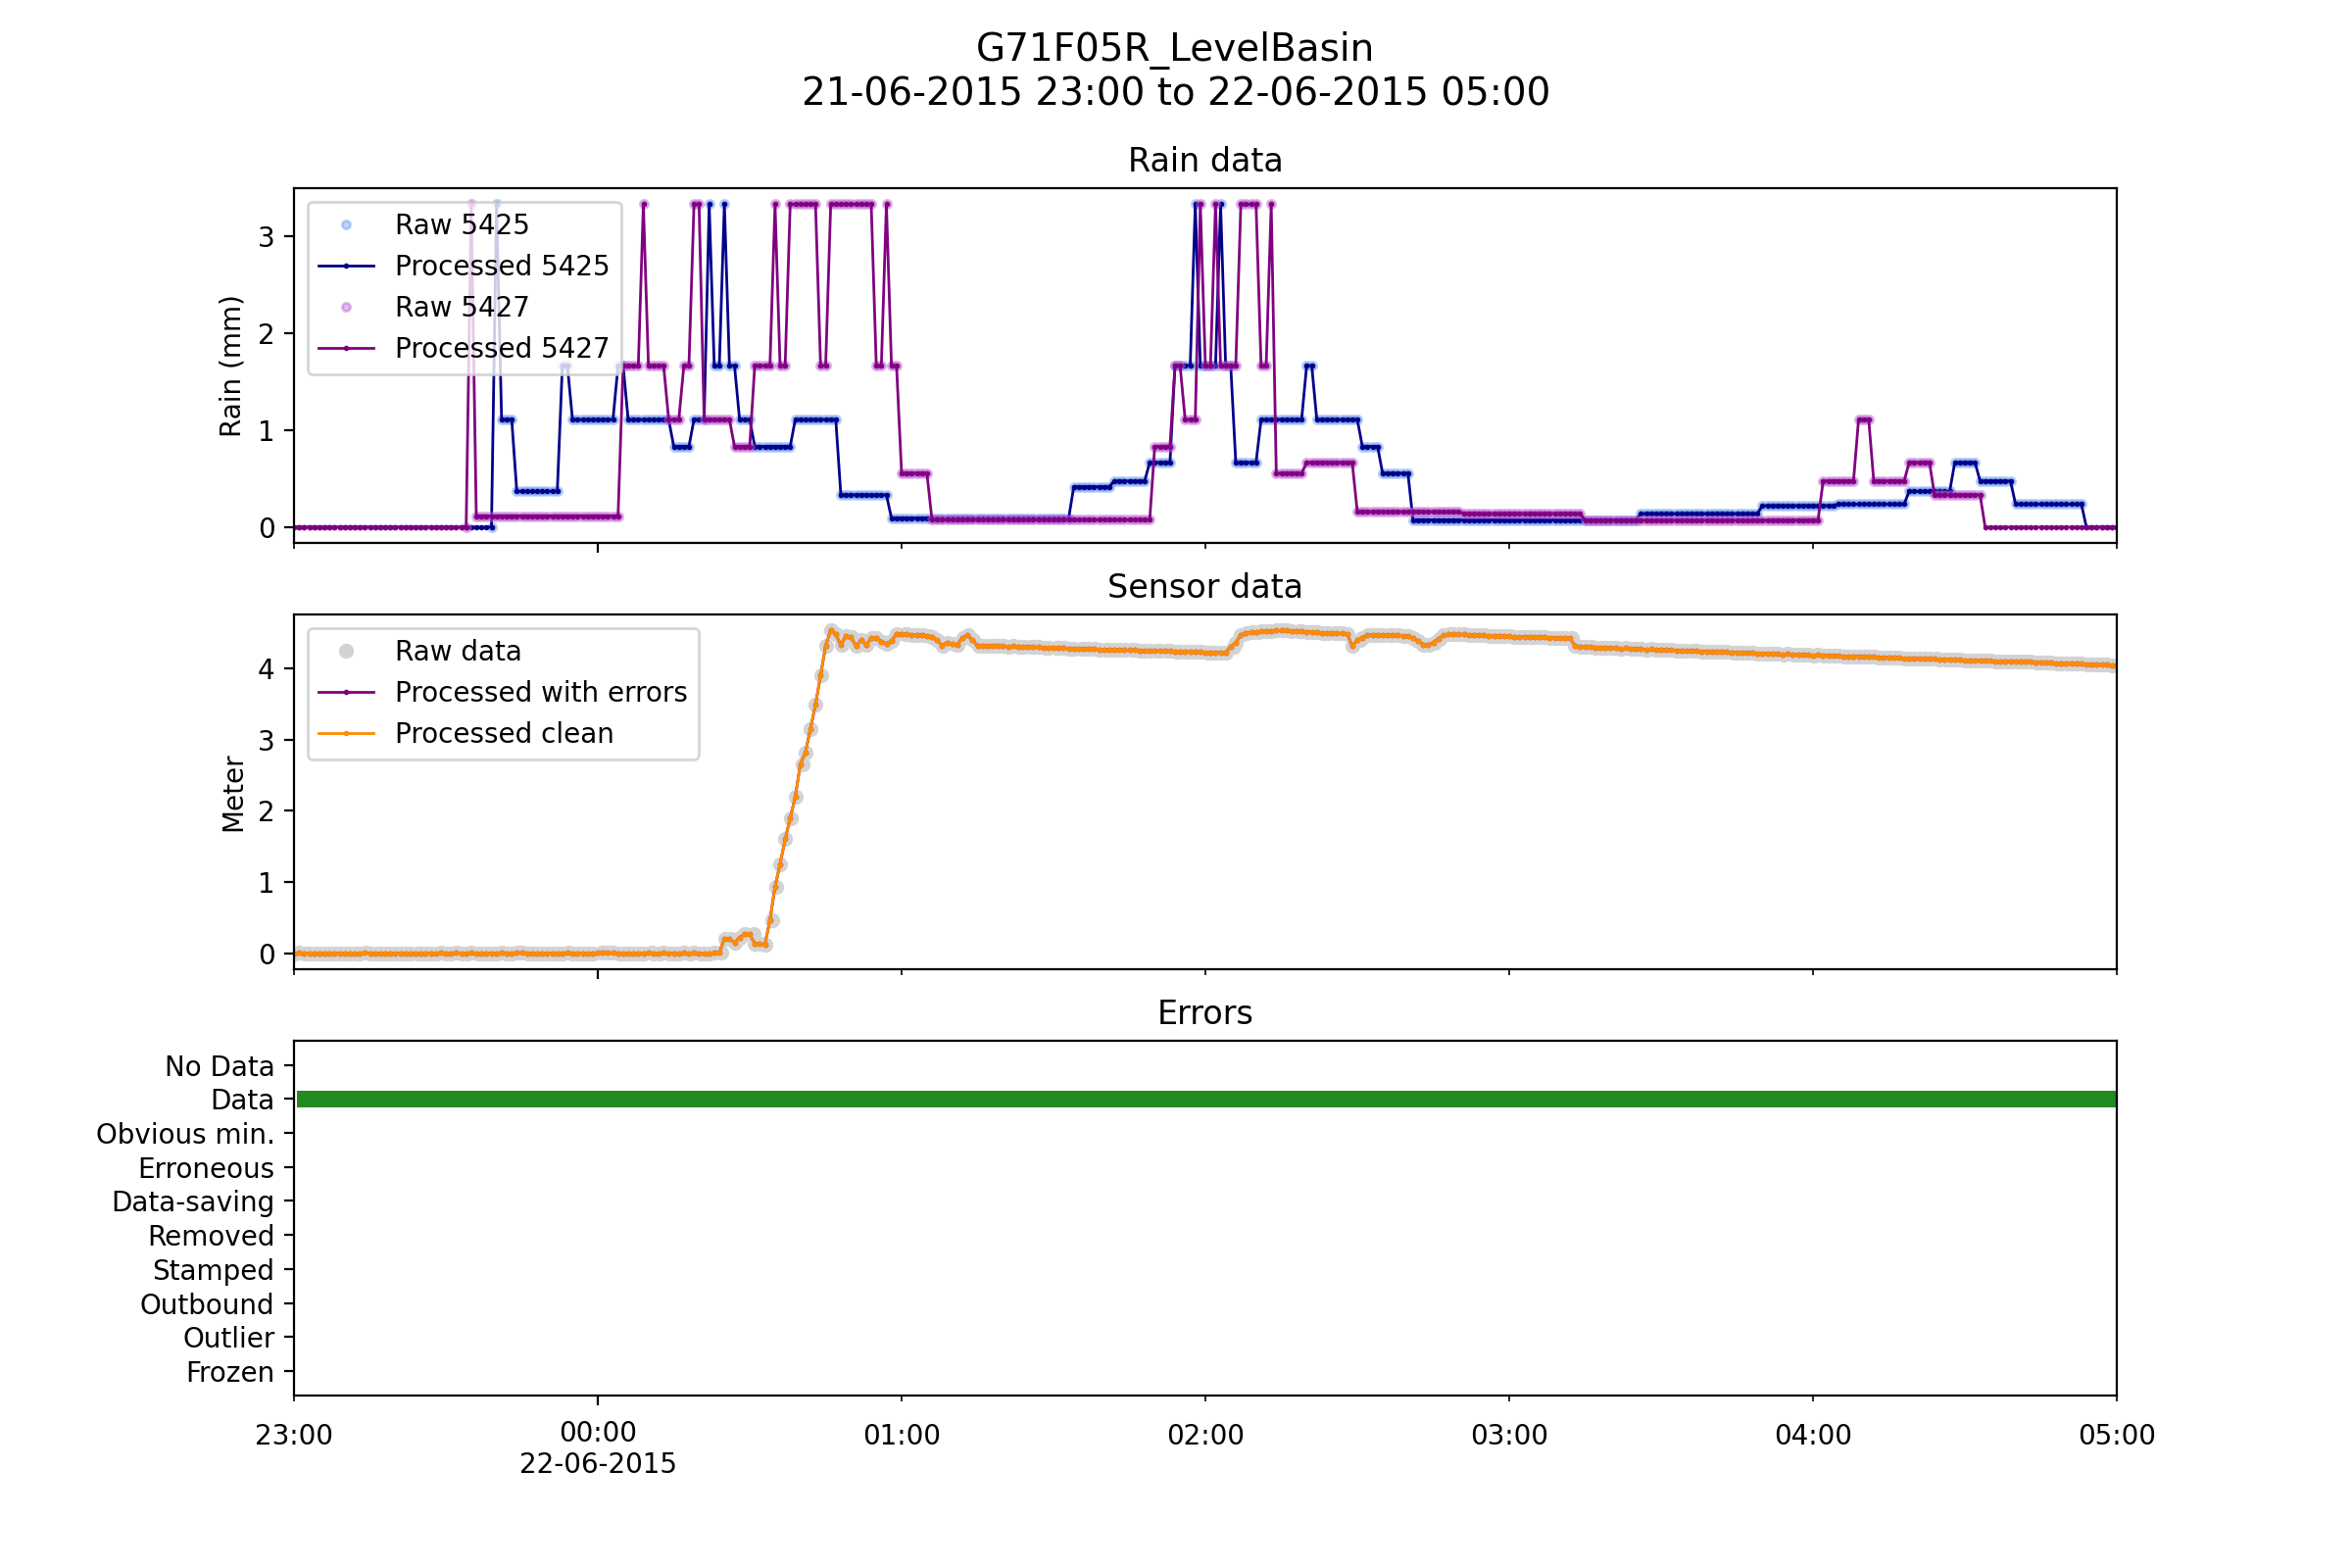 G71F05R_LevelBasin
21-06-2015 23:00 to 22-06-2015 05:00
Rain data
Rain (mm)
3
2
1
0
Raw 5425
Processed 5425
Raw 5427
Processed 5427
Sensor data
Meter
4
3
2
1
0
Raw data
Processed with errors
Processed clean
Errors
No Data
Data
Obvious min.
Erroneous
Data-saving
Removed
Stamped
Outbound
Outlier
Frozen
23:00 00:00 01:00 02:00 03:00 04:00 05:00
22-06-2015